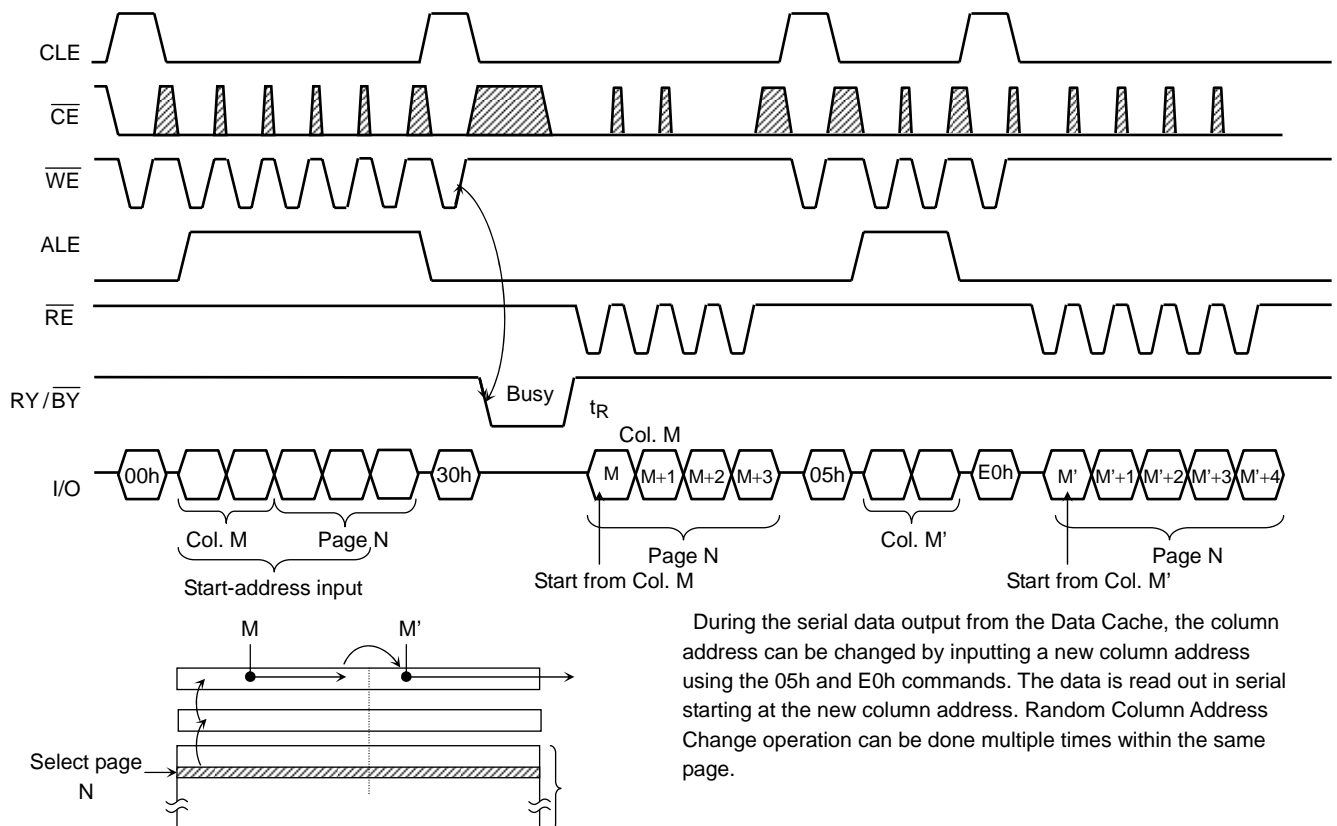 CLE
CE
WE
ALE
RE
RY/BY
Busy
tR
Col. M
I/O
00h
30h
M
M+1
M+2
M+3
05h
E0h
M'
M'+1
M'+2
M'+3
M'+4
Col. M
Page N
Page N
Col. M'
Page N
Start-address input
Start from Col. M
Start from Col. M'
M
M'
Select page
N
During the serial data output from the Data Cache, the column
address can be changed by inputting a new column address
using the 05h and E0h commands. The data is read out in serial
starting at the new column address. Random Column Address
Change operation can be done multiple times within the same
page.